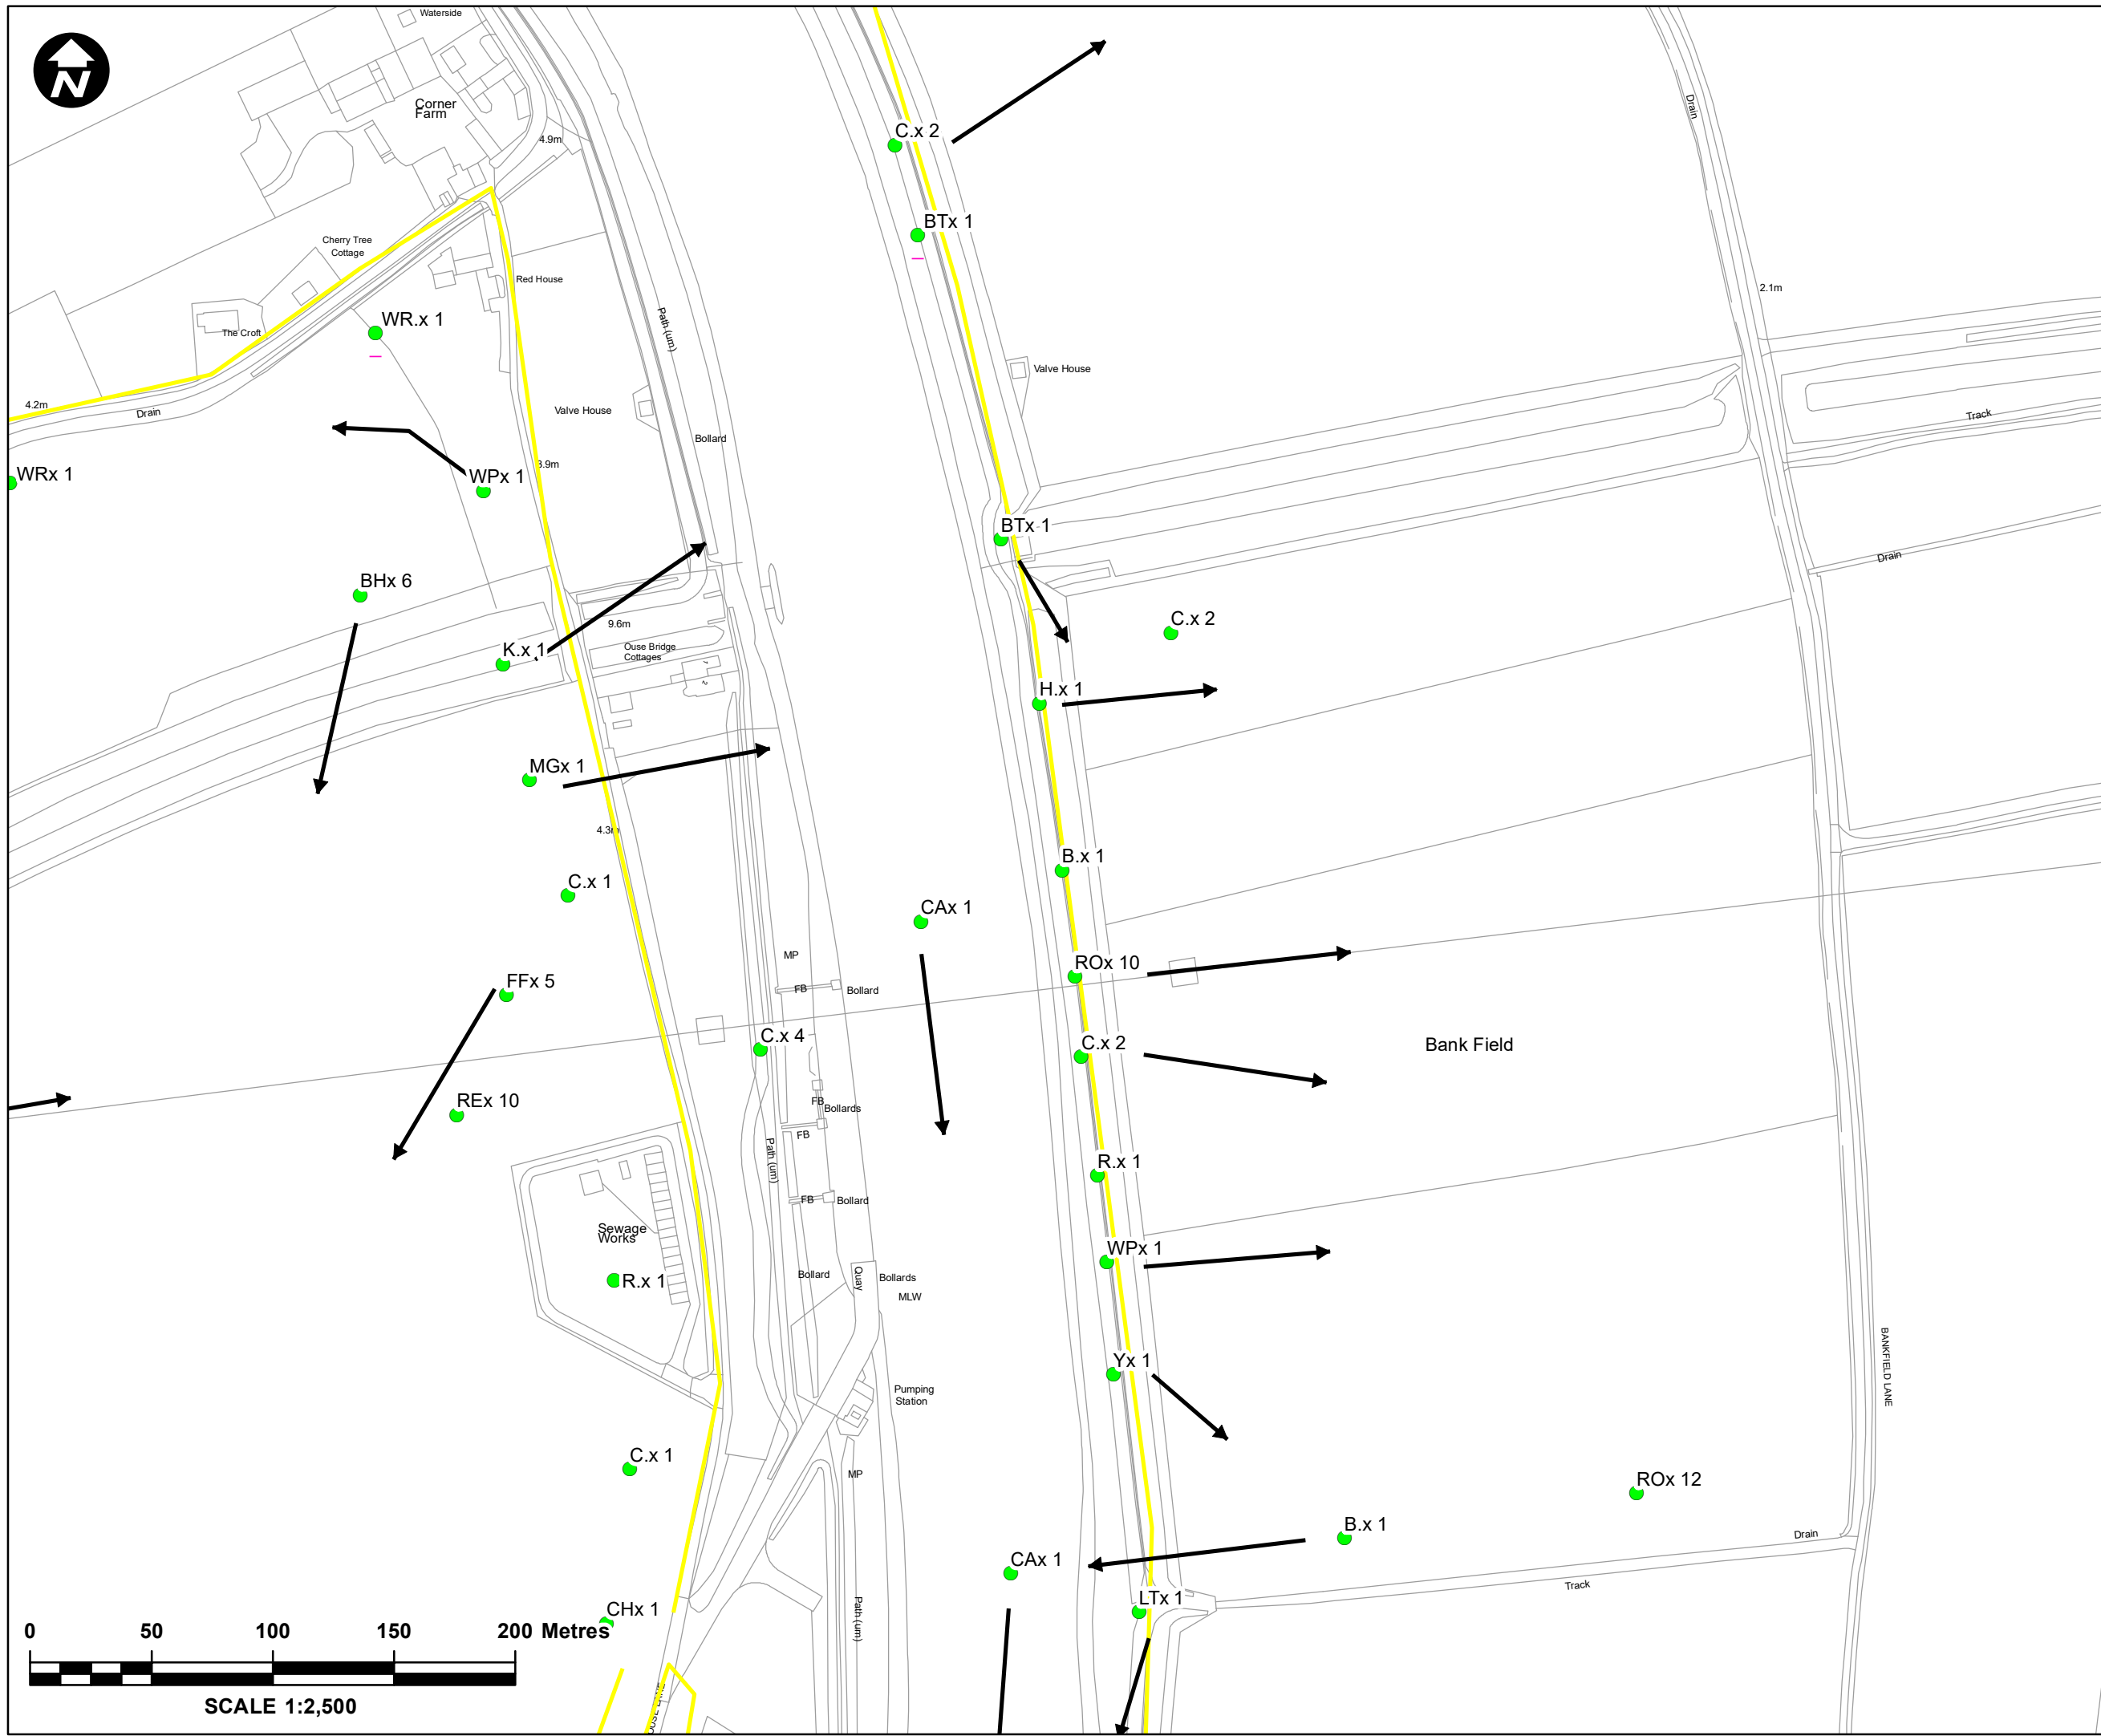 Waterside
N
Corner
Farm
4.9m
C.x 2
Drain
BTx 1
Cherry Tree
Cottage
Red House
2.1m
The Croft
WR.x 1
Path (um)
Valve House
4.2m
Drain
Valve House
Track
Bollard
3.9m
WRx 1
WPx 1
BTx 1
Drain
BHx 6
9.6m
C.x 2
K.x 1
Ouse Bridge
Cottages
1
2
H.x 1
MGx 1
4.3m
B.x 1
C.x 1
CAx 1
MP
ROx 10
FFx 5
FB
Bollard
C.x 4
C.x 2
Bank Field
REx 10
FB
Bollards
FB
Path (um)
R.x 1
FB
Bollard
Sewage
Works
WPx 1
R.x 1
Bollard
Quay
Bollards
MLW
Yx 1
BANKFIELD LANE
Pumping
Station
C.x 1
MP
ROx 12
B.x 1
Drain
CAx 1
Track
LTx 1
CHx 1
Path (um)
0 50 100 150 200 Metres
SCALE 1:2,500